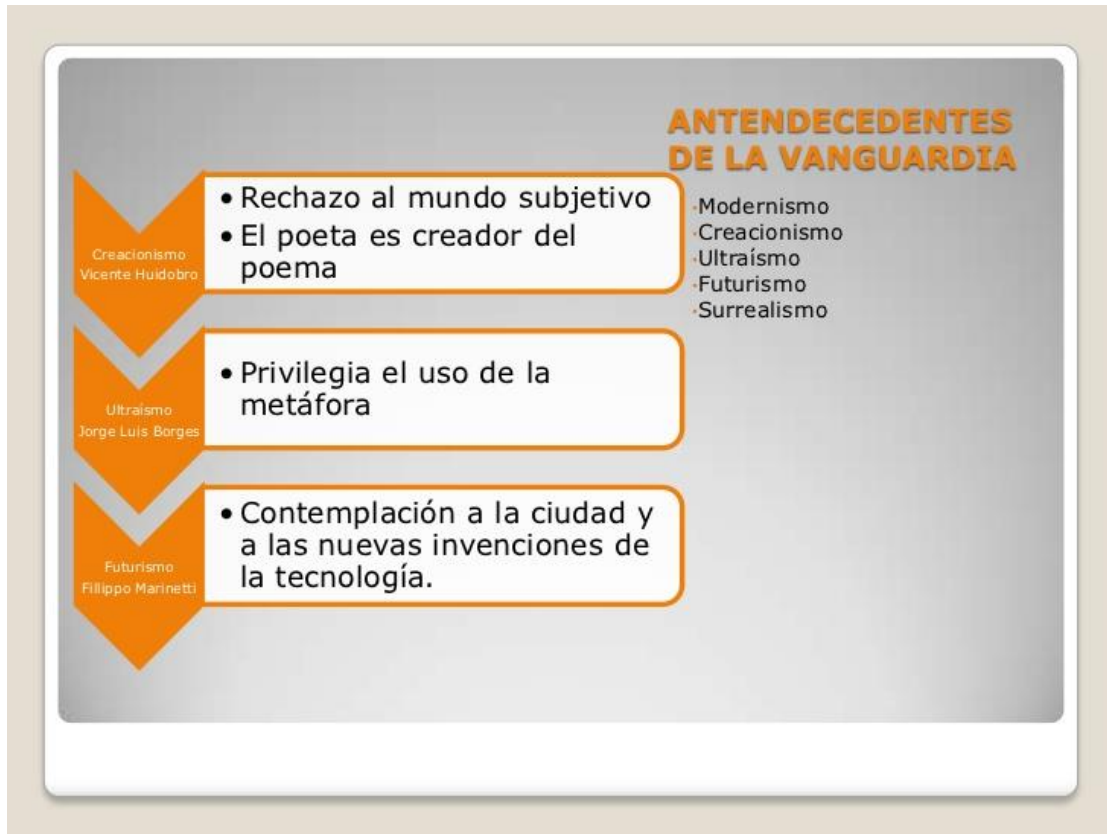 ANTENDECEDENTES
DE LA VANGUARDIA
•Modernismo
•Creacionismo
•Ultraísmo
•Futurismo
•Surrealismo
Creacionismo
Vicente Huidobro
• Rechazo al mundo subjetivo
• El poeta es creador del
poema
Ultraísmo
Jorge Luis Borges
• Privilegia el uso de la
metáfora
Futurismo
Fillippo Marinetti
• Contemplación a la ciudad y
a las nuevas invenciones de
la tecnología.